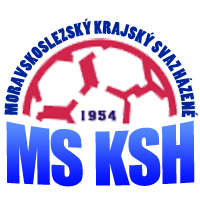 MORAVSKOSLEZSKÝ KRAJSKÝ SVAZ HÁZENÉ
1954
MS KSH